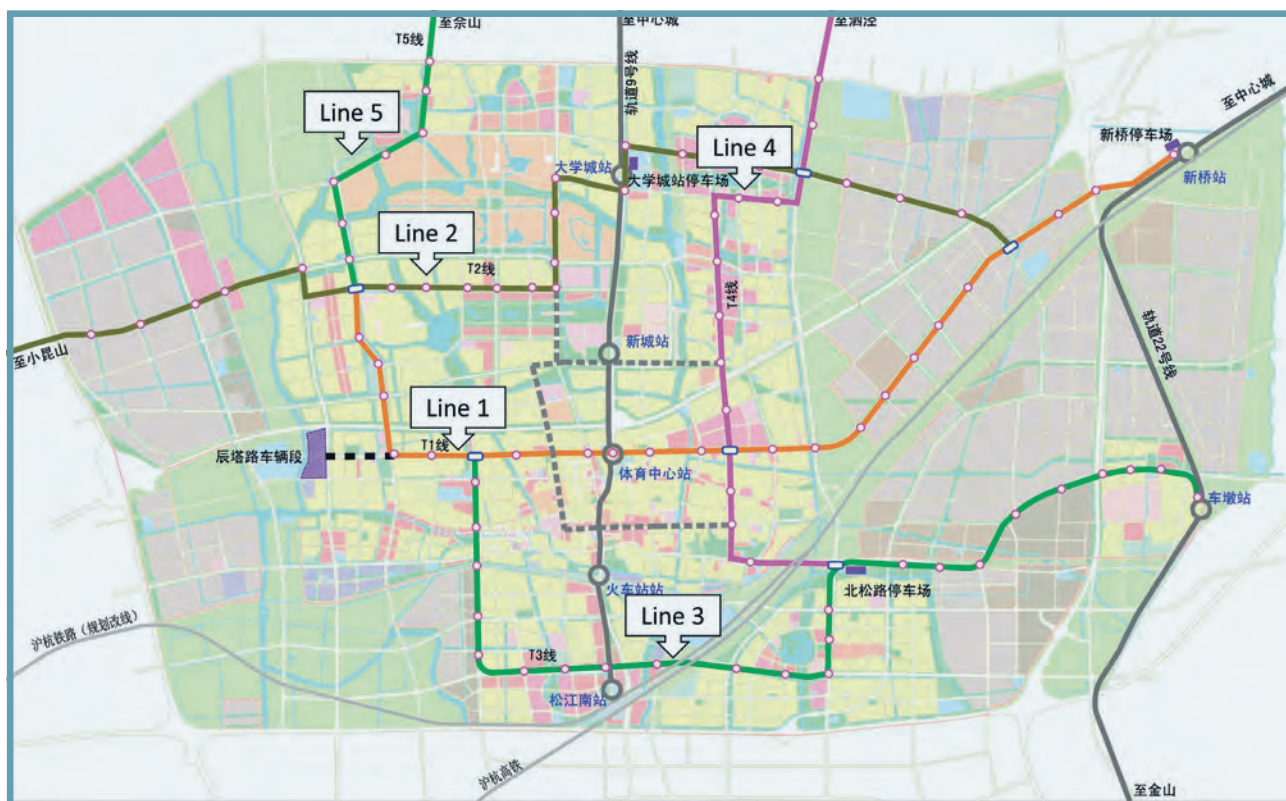 至佘山
至中心城
至泗泾
T5线
轨道9号线
至中心城
新桥停车场
Line 5
Line 4
大学城站
大学城站停车场
新桥站
Line 2
T2线
T4线
轨道22号线
至小昆山
新城站
Line 1
T1线
辰塔路车辆段
体育中心站
车墩站
火车站站
北松路停车场
Line 3
沪杭铁路（规划改线）
T3线
松江南站
沪杭高铁
至金山